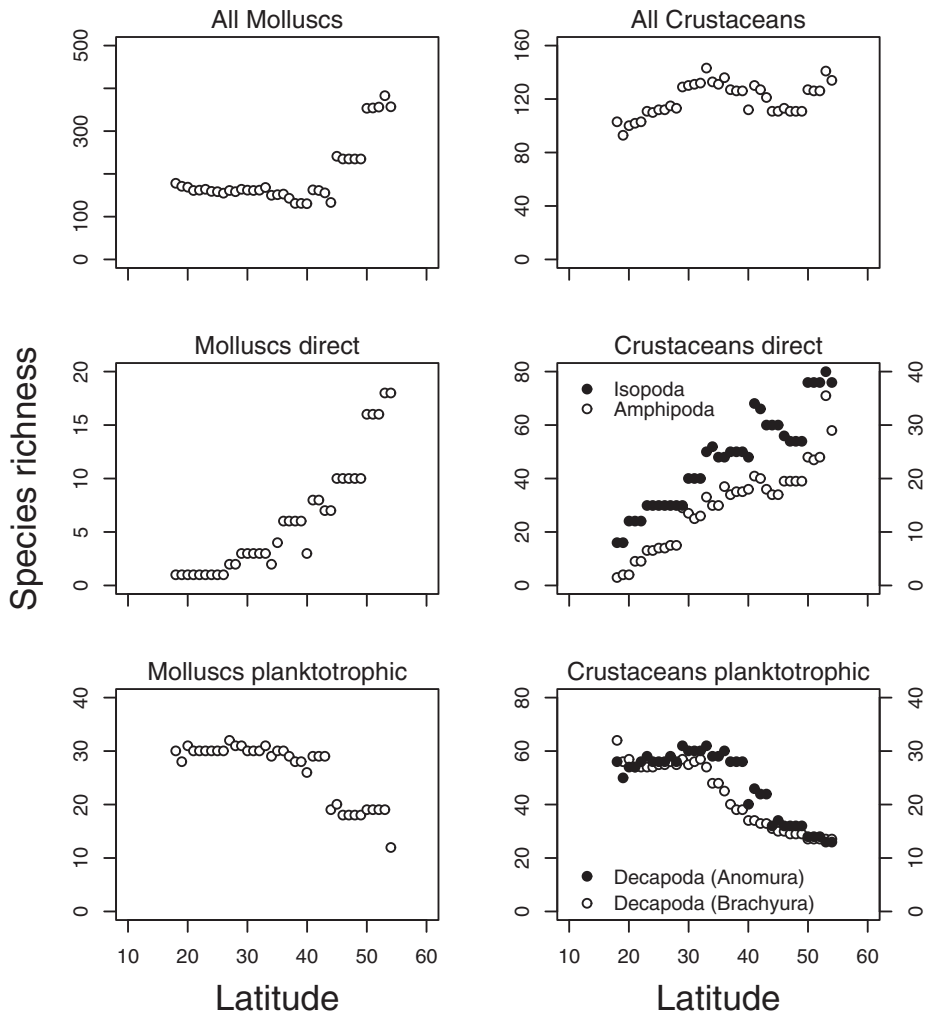 All Molluscs
0 100 300 500
All Crustaceans
0 40 80 120 160
Species richness
Molluscs direct
0 5 10 15 20
Crustaceans direct
Isopoda
Amphipoda
0 20 40 60 80
0 10 20 30 40
Molluscs planktotrophic
0 10 20 30 40
10 20 30 40 50 60
Latitude
Crustaceans planktotrophic
Decapoda (Anomura)
Decapoda (Brachyura)
0 20 40 60 80
0 10 20 30 40
10 20 30 40 50 60
Latitude